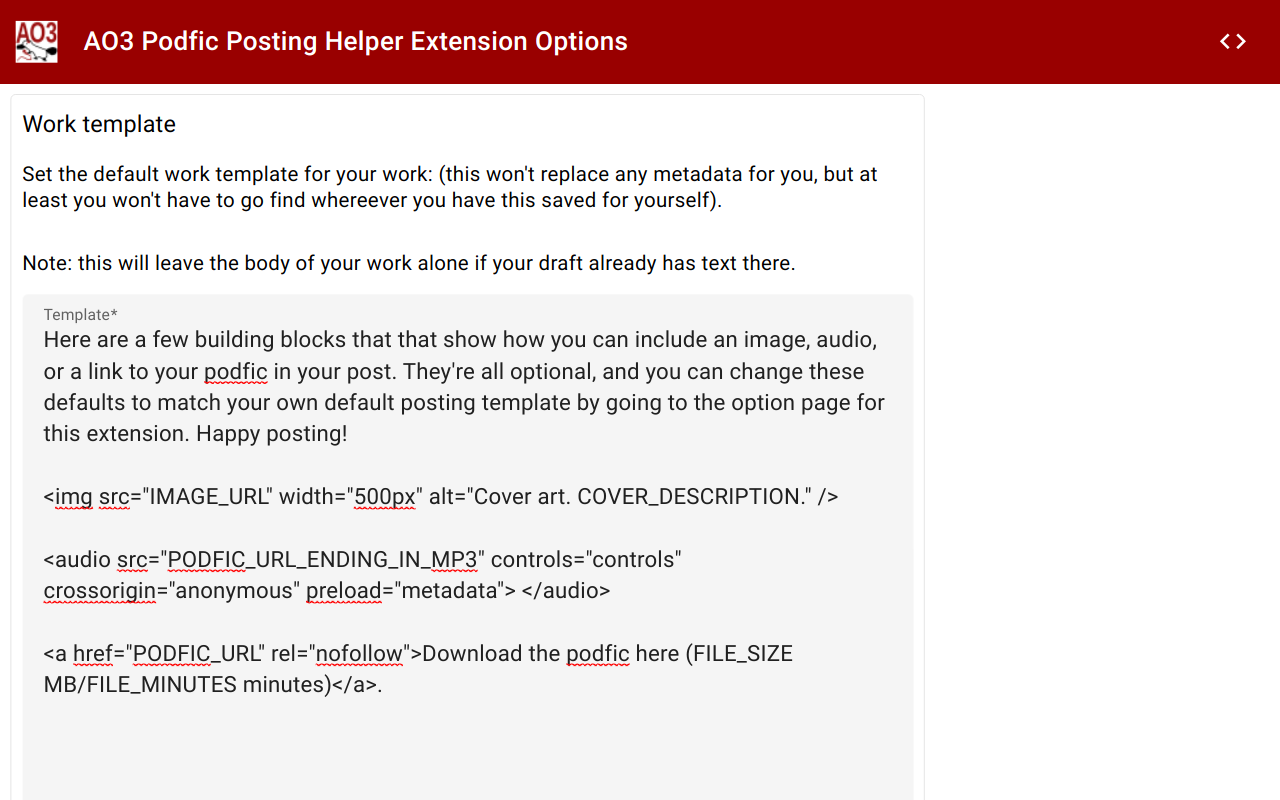 AO3
AO3 Podfic Posting Helper Extension Options
Work template
Set the default work template for your work: (this won't replace any metadata for you, but at
least you won't have to go find whereever you have this saved for yourself).
Note: this will leave the body of your work alone if your draft already has text there.
Template*
Here are a few building blocks that that show how you can include an image, audio,
or a link to your podfic in your post. They're all optional, and you can change these
defaults to match your own default posting template by going to the option page for
this extension. Happy posting!
<img src="IMAGE_URL" width="500px" alt="Cover art. COVER_DESCRIPTION." />
<audio src="PODFIC_URL_ENDING_IN_MP3" controls="controls"
crossorigin="anonymous" preload="metadata"> </audio>
<a href="PODFIC_URL" rel="nofollow">Download the podfic here (FILE_SIZE
MB/FILE_MINUTES minutes)</a>.